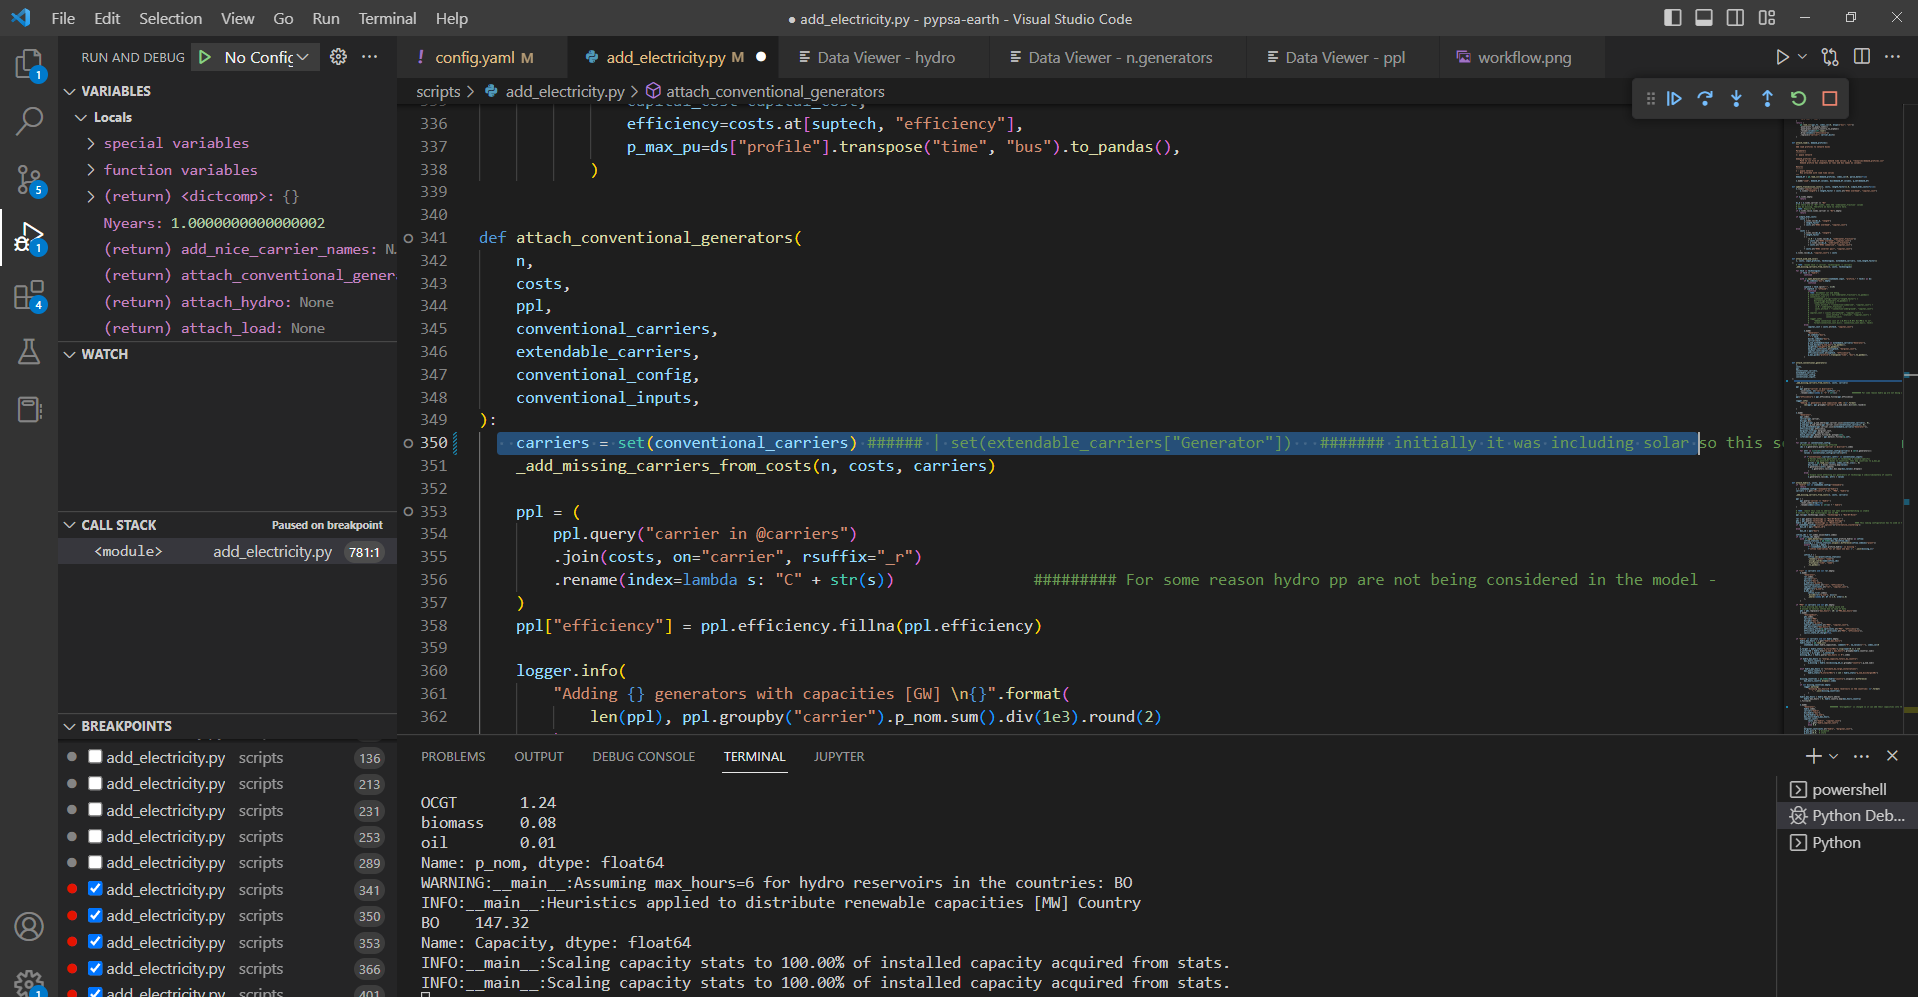 File Edit Selection View Go Run Terminal Help
● add_electricity.py - pypsa-earth - Visual Studio Code
RUN AND DEBUG No Config
config.yaml M
add_electricity.py M
Data Viewer - hydro
Data Viewer - n.generators
Data Viewer - ppl
workflow.png
scripts > add_electricity.py > attach_conventional_generators
VARIABLES
Locals
special variables
function variables
(return) <dictcomp>: {}
Nyears: 1.0000000000000002
(return) add_nice_carrier_names: N
(return) attach_conventional_gener
(return) attach_hydro: None
(return) attach_load: None
WATCH
CALL STACK Paused on breakpoint
<module> add_electricity.py 781:1
BREAKPOINTS
add_electricity.py scripts 136
add_electricity.py scripts 213
add_electricity.py scripts 231
add_electricity.py scripts 253
add_electricity.py scripts 289
add_electricity.py scripts 341
add_electricity.py scripts 350
add_electricity.py scripts 353
add_electricity.py scripts 366
add_electricity.py scripts 401
1
5
1
4
1
335 capital_cost=capital_cost,
336 efficiency=costs.at[suptech, "efficiency"],
337 p_max_pu=ds["profile"].transpose("time", "bus").to_pandas(),
338 )
339
340
341 def attach_conventional_generators(
342 n,
343 costs,
344 ppl,
345 conventional_carriers,
346 extendable_carriers,
347 conventional_config,
348 conventional_inputs,
349 ):
350 carriers = set(conventional_carriers) ###### | set(extendable_carriers["Generator"]) ####### initially it was including solar so this so
351 _add_missing_carriers_from_costs(n, costs, carriers)
352
353 ppl = (
354 ppl.query("carrier in @carriers")
355 .join(costs, on="carrier", rsuffix="_r")
356 .rename(index=lambda s: "C" + str(s)) ######### For some reason hydro pp are not being considered in the model -
357 )
358 ppl["efficiency"] = ppl.efficiency.fillna(ppl.efficiency)
359
360 logger.info(
361 "Adding {} generators with capacities [GW] \n{}".format(
362 len(ppl), ppl.groupby("carrier").p_nom.sum().div(1e3).round(2)
PROBLEMS OUTPUT DEBUG CONSOLE TERMINAL JUPYTER
OCGT 1.24
biomass 0.08
oil 0.01
Name: p_nom, dtype: float64
WARNING:__main__:Assuming max_hours=6 for hydro reservoirs in the countries: BO
INFO:__main__:Heuristics applied to distribute renewable capacities [MW] Country
BO 147.32
Name: Capacity, dtype: float64
INFO:__main__:Scaling capacity stats to 100.00% of installed capacity acquired from stats.
INFO:__main__:Scaling capacity stats to 100.00% of installed capacity acquired from stats.
powershell
Python Deb...
Python